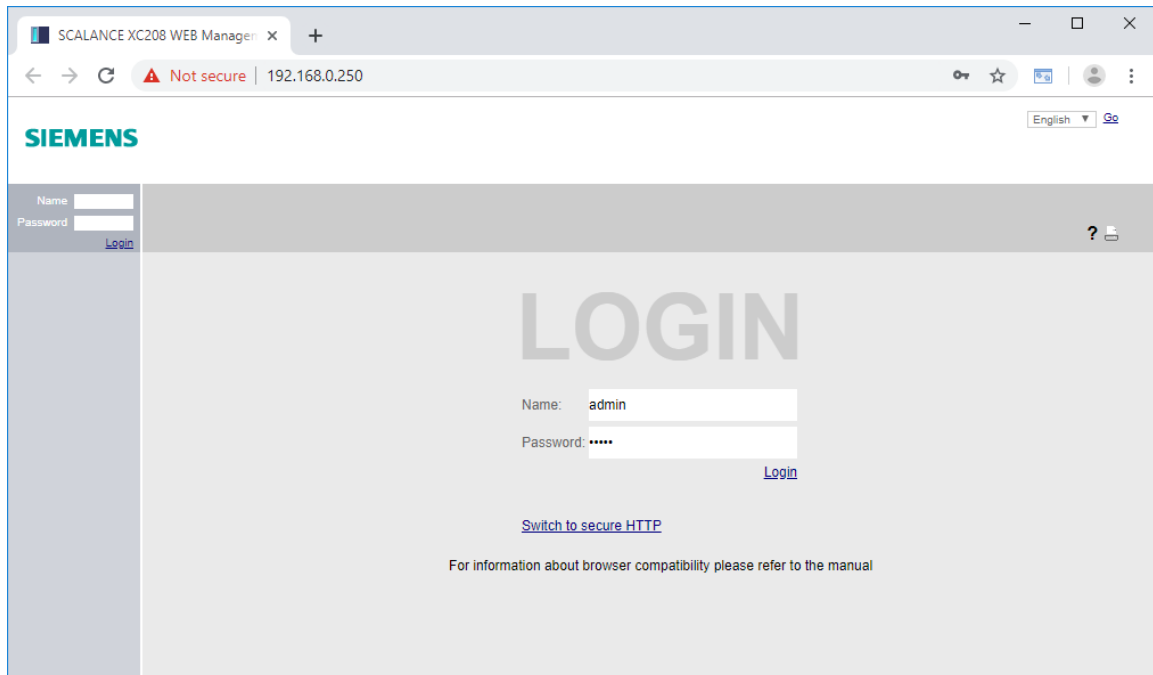 SCALANCE XC208 WEB Manager
Not secure | 192.168.0.250
English Go
SIEMENS
Name
Password
Login
?
LOGIN
Name: admin
Password: •••••
Login
Switch to secure HTTP
For information about browser compatibility please refer to the manual